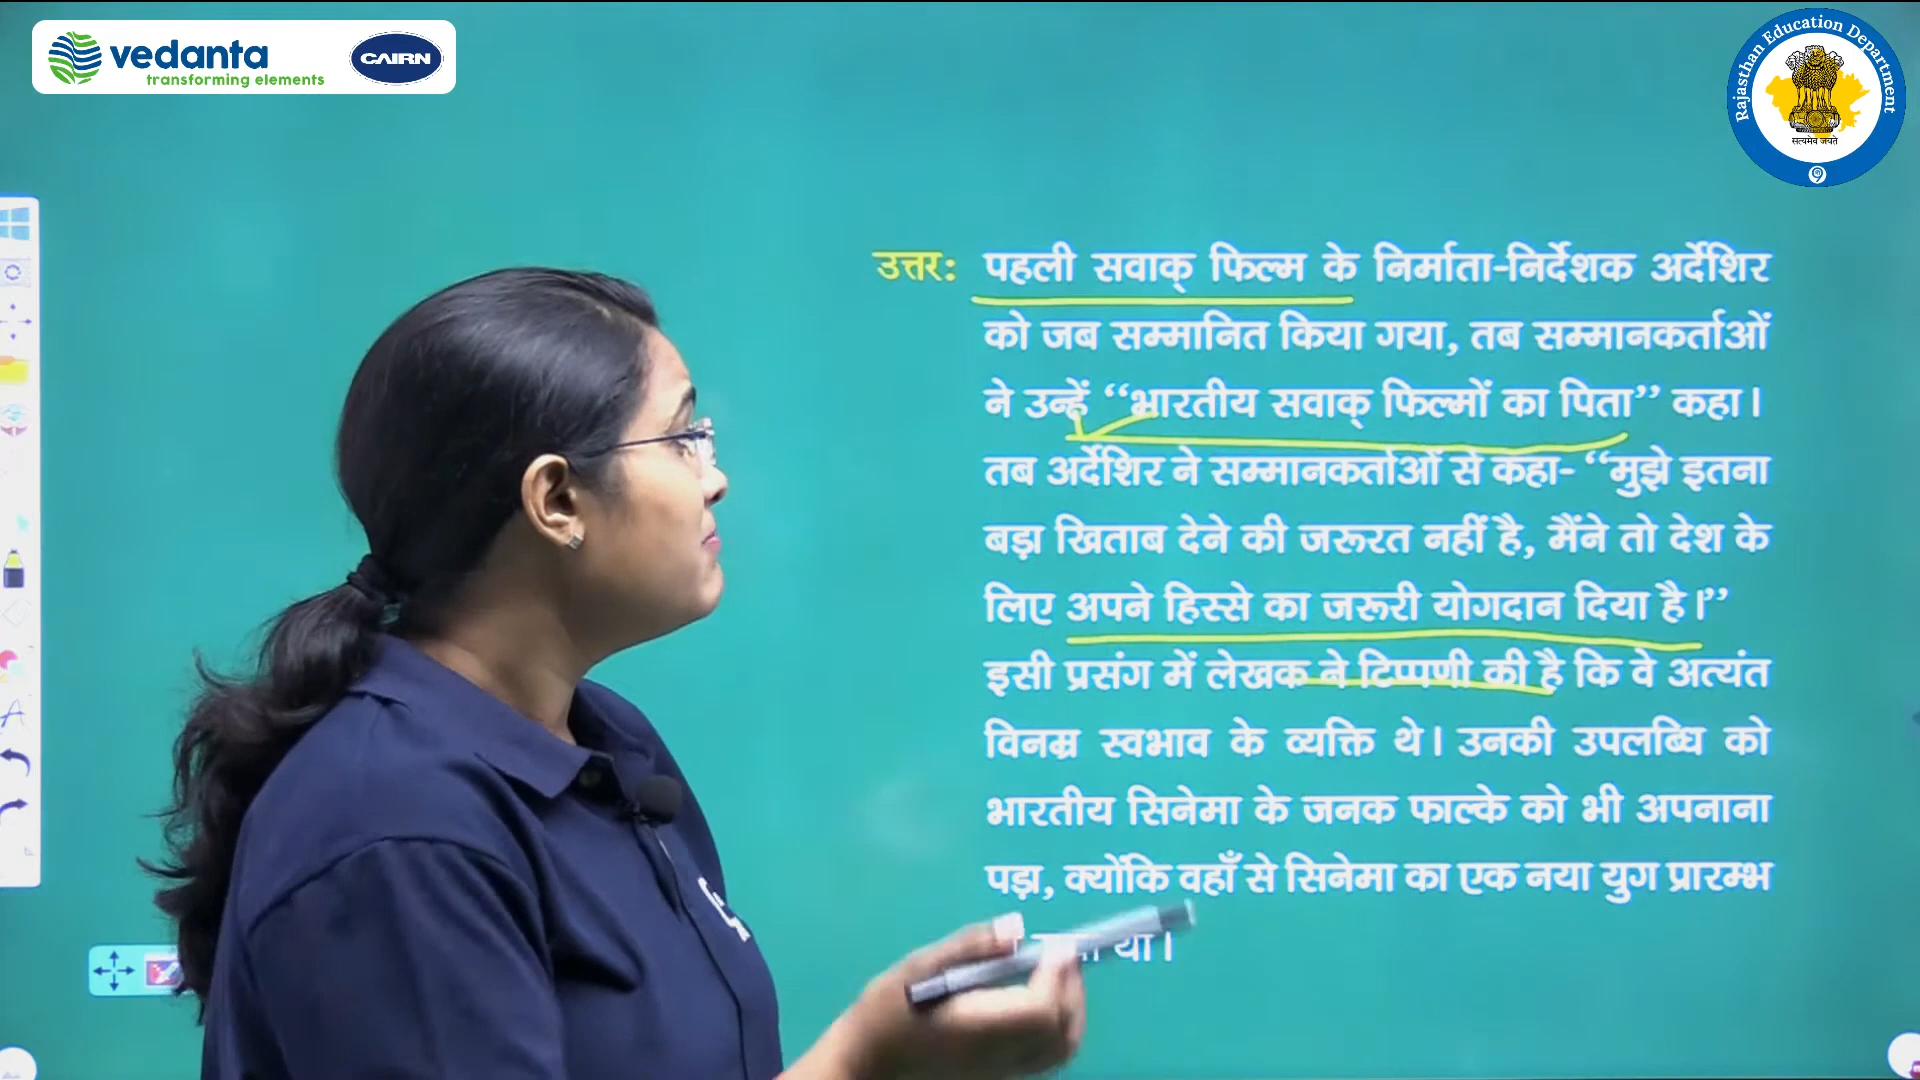 vedanta
transforming elements
CAIRN
Rajasthan Education Department
सत्यमेव जयते
उत्तर: पहली सवाक् फिल्म के निर्माता-निर्देशक अर्देशिर
को जब सम्मानित किया गया, तब सम्मानकर्ताओं
ने उन्हें “भारतीय सवाक् फिल्मों का पिता” कहा।
तब अर्देशिर ने सम्मानकर्ताओं से कहा- “मुझे इतना
बड़ा खिताब देने की जरूरत नहीं है, मैंने तो देश के
लिए अपने हिस्से का जरूरी योगदान दिया है।”
इसी प्रसंग में लेखक ने टिप्पणी की है कि वे अत्यंत
विनम्र स्वभाव के व्यक्ति थे। उनकी उपलब्धि को
भारतीय सिनेमा के जनक फाल्के को भी अपनाना
पड़ा, क्योंकि वहाँ से सिनेमा का एक नया युग प्रारम्भ
था।